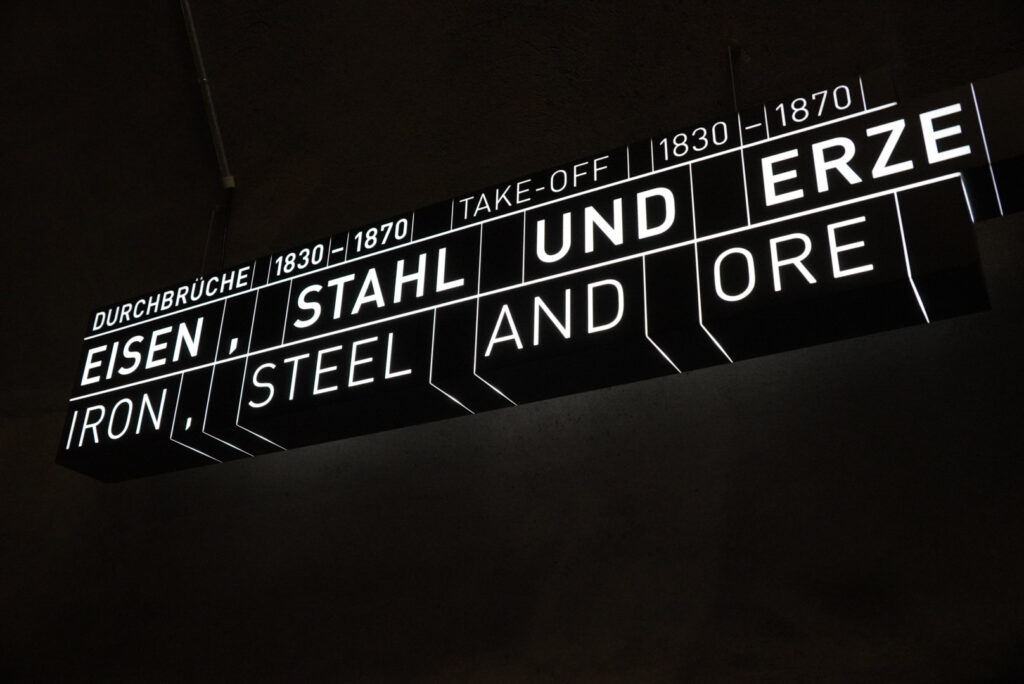 DURCHBRÜCHE 1830 – 1870 TAKE-OFF 1830 – 1870
EISEN, STAHL UND ERZE
IRON, STEEL AND ORE